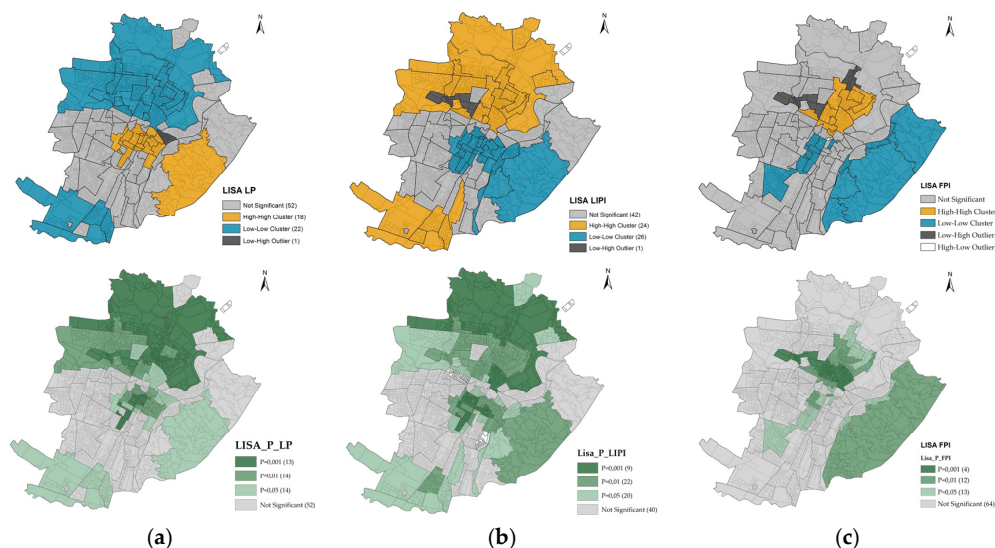 N
N
N
LISA LP
Not Significant (52)
High-High Cluster (18)
Low-Low Cluster (22)
Low-High Outlier (1)
LISA LIPI
Not Significant (42)
High-High Cluster (24)
Low-Low Cluster (26)
Low-High Outlier (1)
LISA FPI
Not Significant
High-High Cluster
Low-Low Cluster
Low-High Outlier
High-Low Outlier
N
N
N
LISA_P_LP
P=0,001 (13)
P=0,01 (14)
P=0,05 (14)
Not Significant (52)
Lisa_P_LIPI
P=0,001 (9)
P=0,01 (22)
P=0,05 (20)
Not Significant (40)
LISA FPI
Lisa_P_FPI
P=0,001 (4)
P=0,01 (12)
P=0,05 (13)
Not Significant (64)
(a)
(b)
(c)